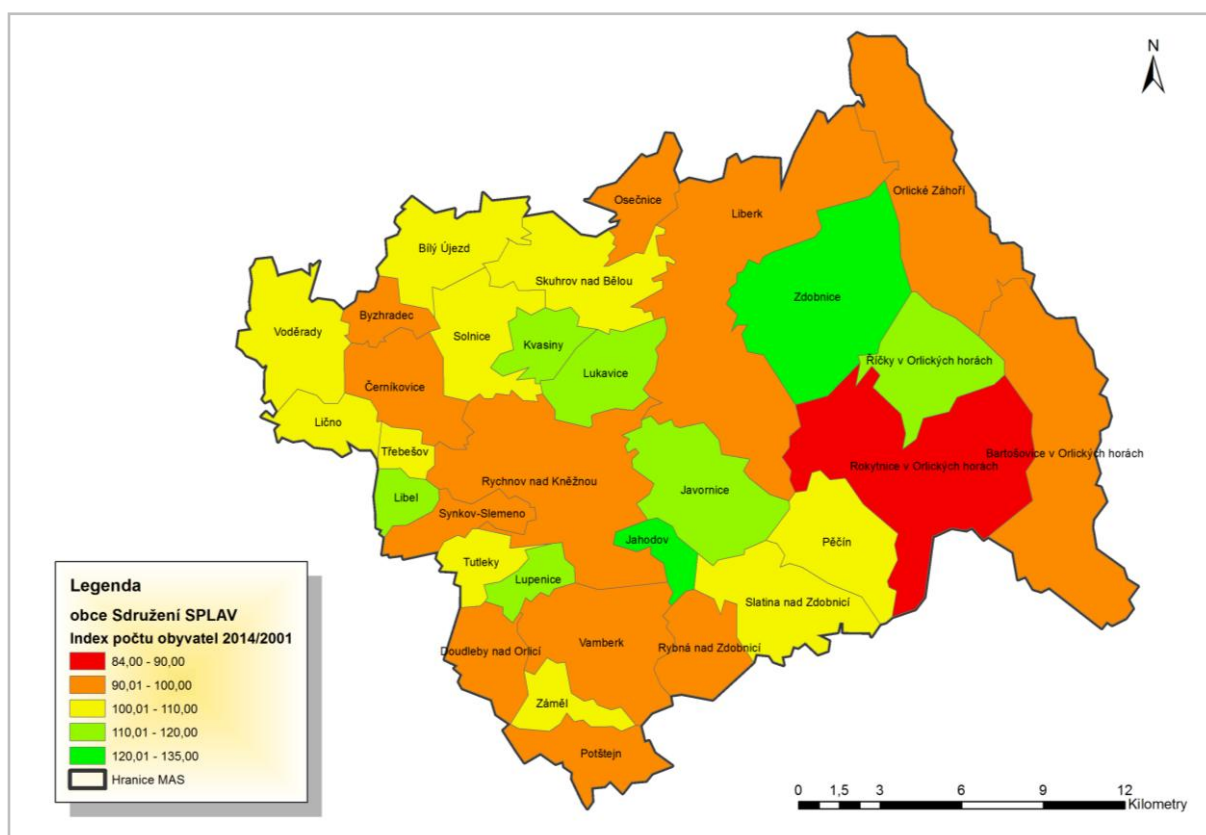 N
Orlické Záhoří
Osečnice
Liberk
Bílý Újezd
Skuhrov nad Bělou
Zdobnice
Byzhradec
Voděrady
Solnice
Kvasiny
Říčky v Orlických horách
Lukavice
Černíkovice
Lično
Třebešov
Bartošovice v Orlických horách
Rokytnice v Orlických horách
Rychnov nad Kněžnou
Javornice
Libel
Synkov-Slemeno
Jahodov
Pěčín
Tutleky
Lupenice
Slatina nad Zdobnicí
Vamberk
Rybná nad Zdobnicí
Doudleby nad Orlicí
Záměl
Potštejn
Legenda
obce Sdružení SPLAV
Index počtu obyvatel 2014/2001
84,00 - 90,00
90,01 - 100,00
100,01 - 110,00
110,01 - 120,00
120,01 - 135,00
Hranice MAS
0 1,5 3 6 9 12
Kilometry